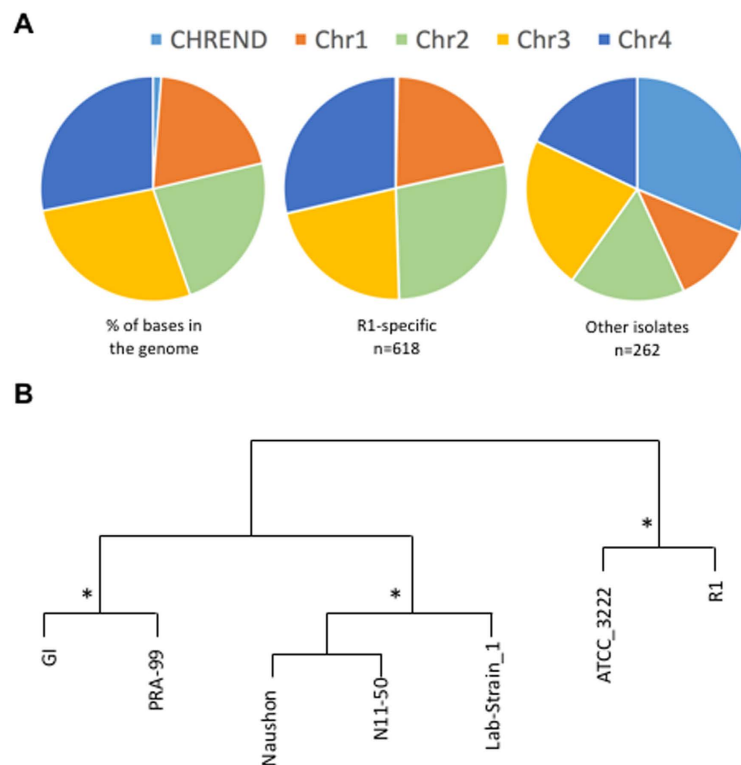 A
CHREND Chr1 Chr2 Chr3 Chr4
% of bases in
the genome
R1-specific
n=618
Other isolates
n=262
B
*
*
*
GI
PRA-99
Naushon
N11-50
Lab-Strain_1
ATCC_3222
R1